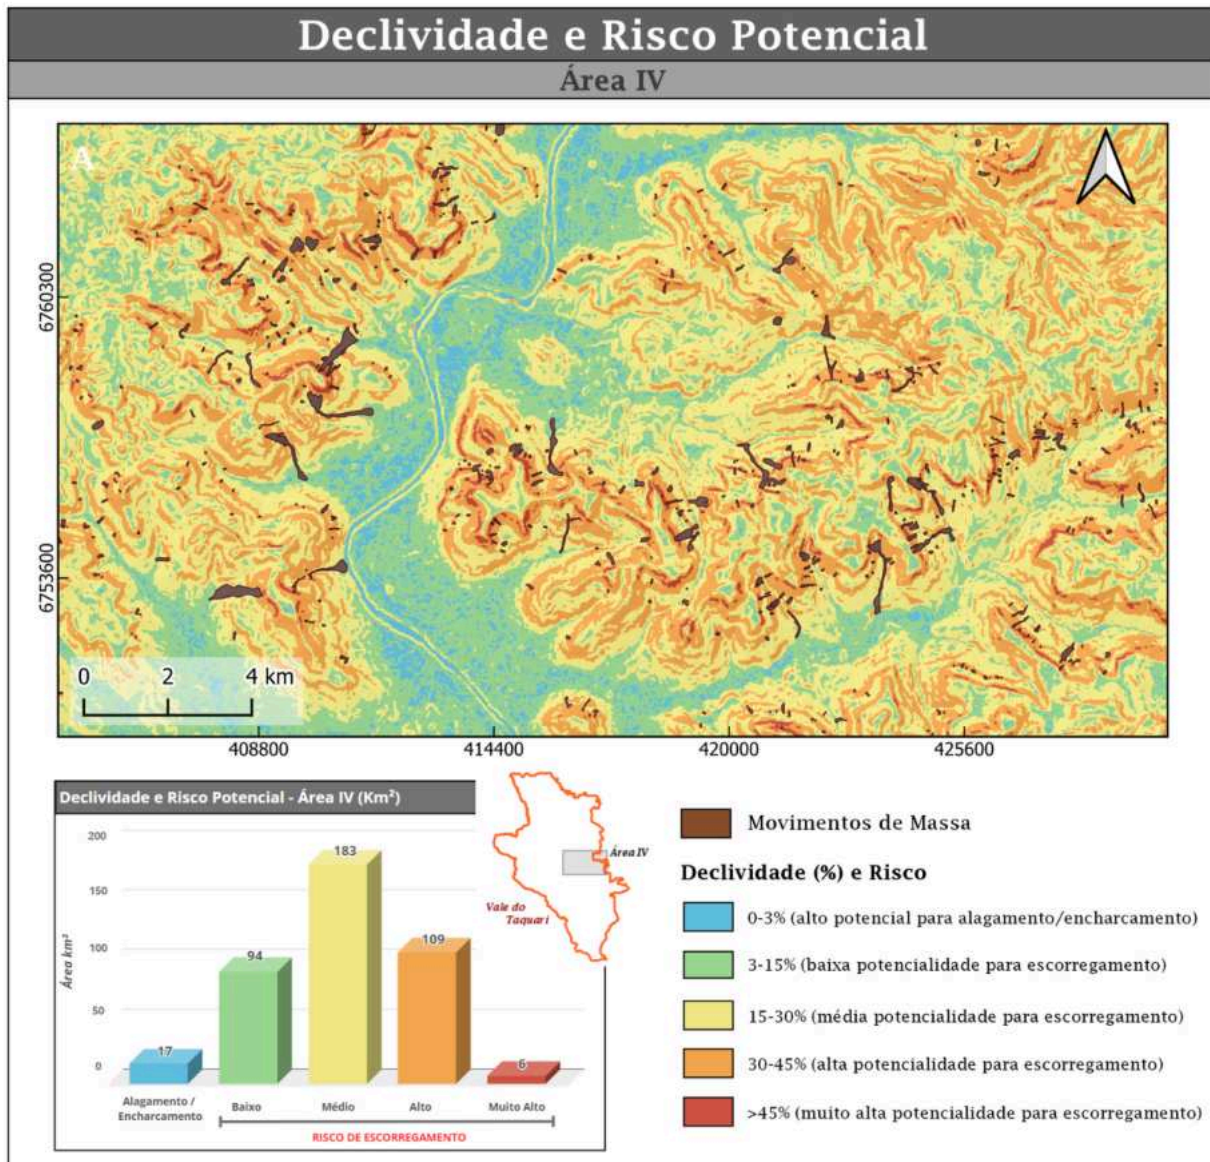 Declividade e Risco Potencial
Área IV
A
6760300
6753600
0 2 4 km
408800 414400 420000 425600
Declividade e Risco Potencial - Área IV (Km²)
200
150
100
50
0
Área km²
17
94
183
109
6
Alagamento /
Encharcamento
Baixo Médio Alto Muito Alto
RISCO DE ESCORREGAMENTO
Área IV
Vale do
Taquari
Movimentos de Massa
Declividade (%) e Risco
0-3% (alto potencial para alagamento/encharcamento)
3-15% (baixa potencialidade para escorregamento)
15-30% (média potencialidade para escorregamento)
30-45% (alta potencialidade para escorregamento)
>45% (muito alta potencialidade para escorregamento)